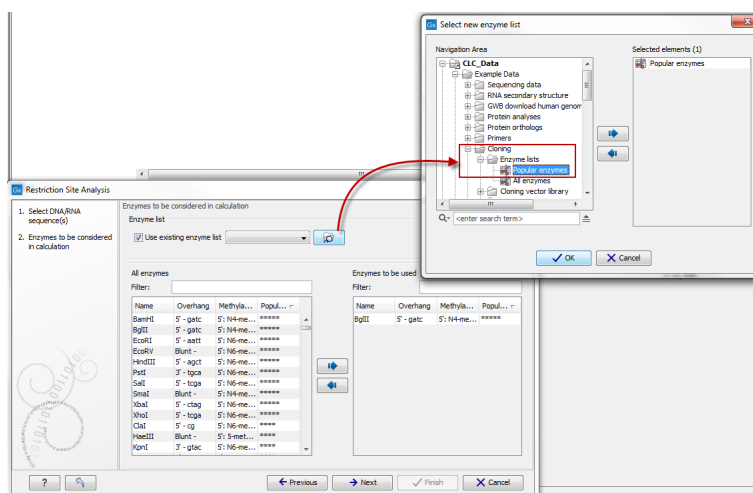 Select new enzyme list
Navigation Area
CLC_Data
Example Data
Sequencing data
RNA secondary structure
GWB download human genom
Protein analyses
Protein orthologs
Primers
Cloning
Enzyme lists
Popular enzymes
All enzymes
Cloning vector library
<enter search term>
Selected elements (1)
Popular enzymes
OK
Cancel
Restriction Site Analysis
1. Select DNA/RNA
sequence(s)
2. Enzymes to be considered
in calculation
Enzymes to be considered in calculation
Enzyme list
Use existing enzyme list
All enzymes
Filter:
Name Overhang Methyla... Popul...
BamHI 5' - gatc 5': N4-me... *****
BglII 5' - gatc 5': N4-me... *****
EcoRI 5' - aatt 5': N6-me... *****
EcoRV Blunt - 5': N6-me... *****
HindIII 5' - agct 5': N6-me... *****
PstI 3' - tgca 5': N6-me... *****
SalI 5' - tcga 5': N6-me... *****
SmaI Blunt - 5': N4-me... *****
XbaI 5' - ctag 5': N6-me... *****
XhoI 5' - tcga 5': N6-me... *****
ClaI 5' - cg 5': N6-me... ****
HaeIII Blunt - 5': 5-met... ****
KpnI 3' - gtac 5': N6-me... ****
Enzymes to be used
Filter:
Name Overhang Methyla... Popul...
BglII 5' - gatc 5': N4-me... *****
?
Previous
Next
Finish
Cancel